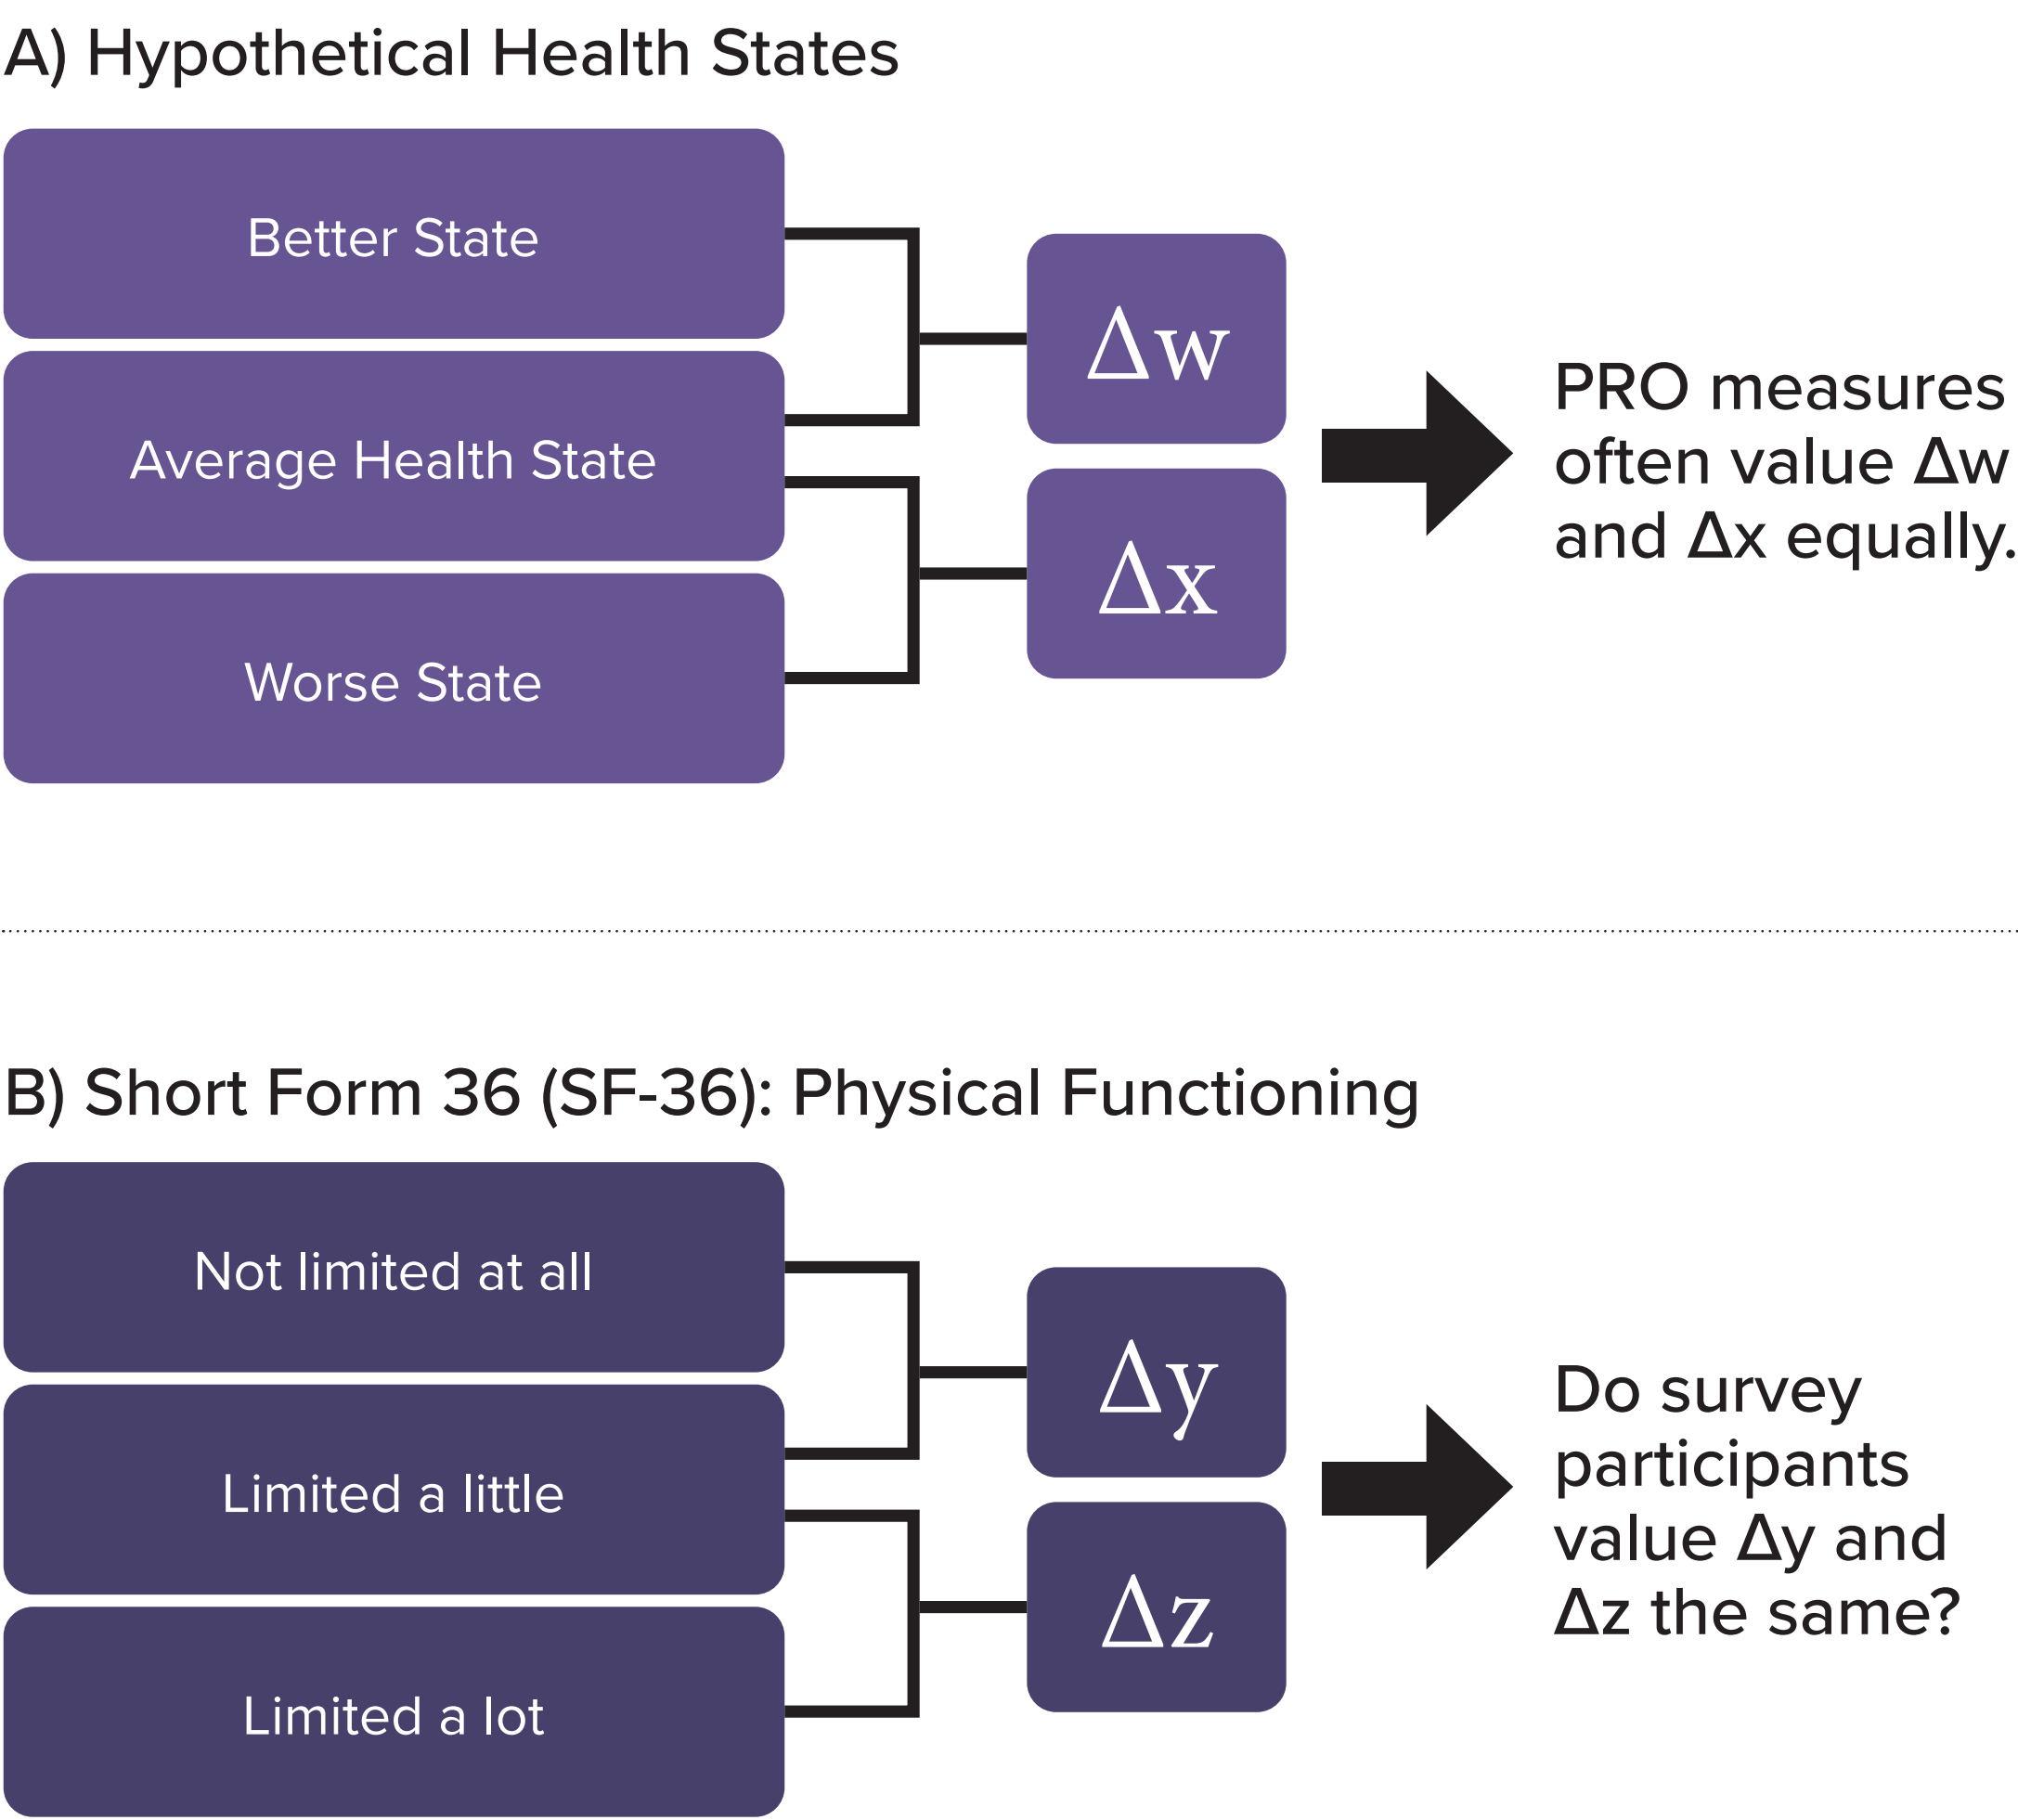 A) Hypothetical Health States
Better State
Average Health State
Worse State
Δw
Δx
PRO measures
often value Δw
and Δx equally.
B) Short Form 36 (SF-36): Physical Functioning
Not limited at all
Limited a little
Limited a lot
Δy
Δz
Do survey
participants
value Δy and
Δz the same?